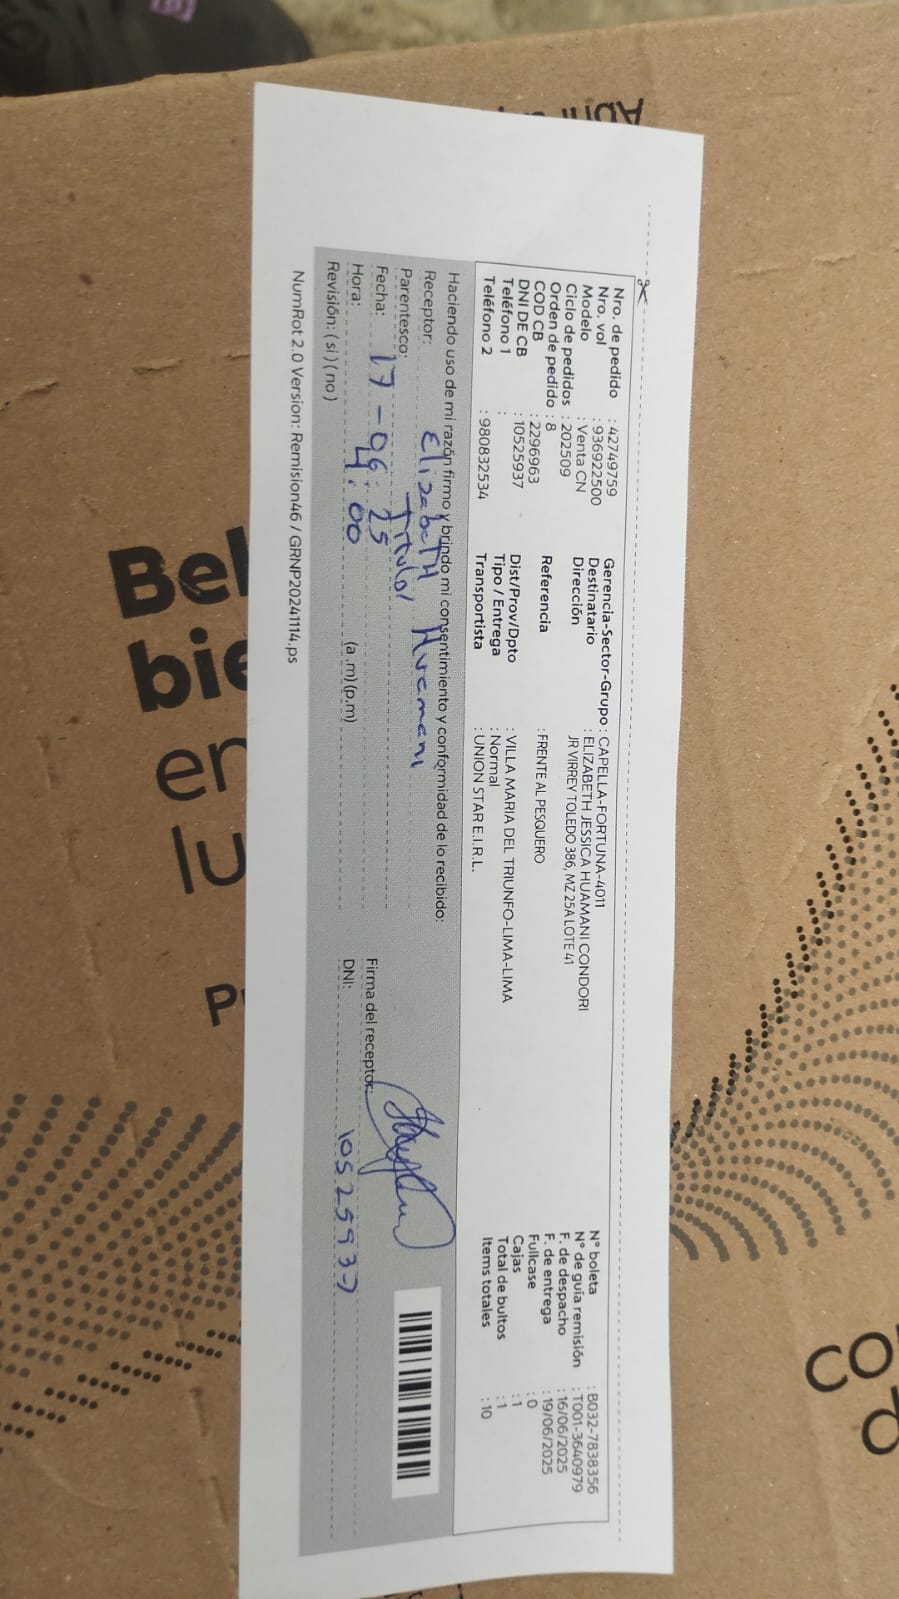 Nro. de pedido : 42749759
Nro. vol : 936922500
Modelo : Venta CN
Ciclo de pedidos : 202509
Orden de pedido : 8
COD CB : 2296963
DNI DE CB : 10525937
Teléfono 1 :
Teléfono 2 : 980832534
Gerencia-Sector-Grupo : CAPELLA-FORTUNA-4011
Destinatario : ELIZABETH JESSICA HUAMANI CONDORI
Dirección JR VIRREY TOLEDO 386, MZ 25A LOTE 41
Referencia : FRENTE AL PESQUERO
Dist/Prov/Dpto : VILLA MARIA DEL TRIUNFO-LIMA-LIMA
Tipo / Entrega : Normal
Transportista : UNION STAR E.I.R.L.
N° boleta : B032-7838356
N° de guía remisión : T001-3640979
F. de despacho : 16/06/2025
F. de entrega : 19/06/2025
Fullcase : 0
Cajas : 1
Total de bultos : 1
Items totales : 10
Haciendo uso de mi razón firmo y brindo mi consentimiento y conformidad de lo recibido:
Receptor: Elizabeth Huamani
Parentesco: Titular
Fecha: 17-06-25
Hora: 4:00 (a.m)(p.m)
Revisión: (si)(no)
Firma del receptor:
DNI: 10525937
NumRot 2.0 Version: Remision46 / GRNP20241114.ps
Bel
bie
en
lu
co
d